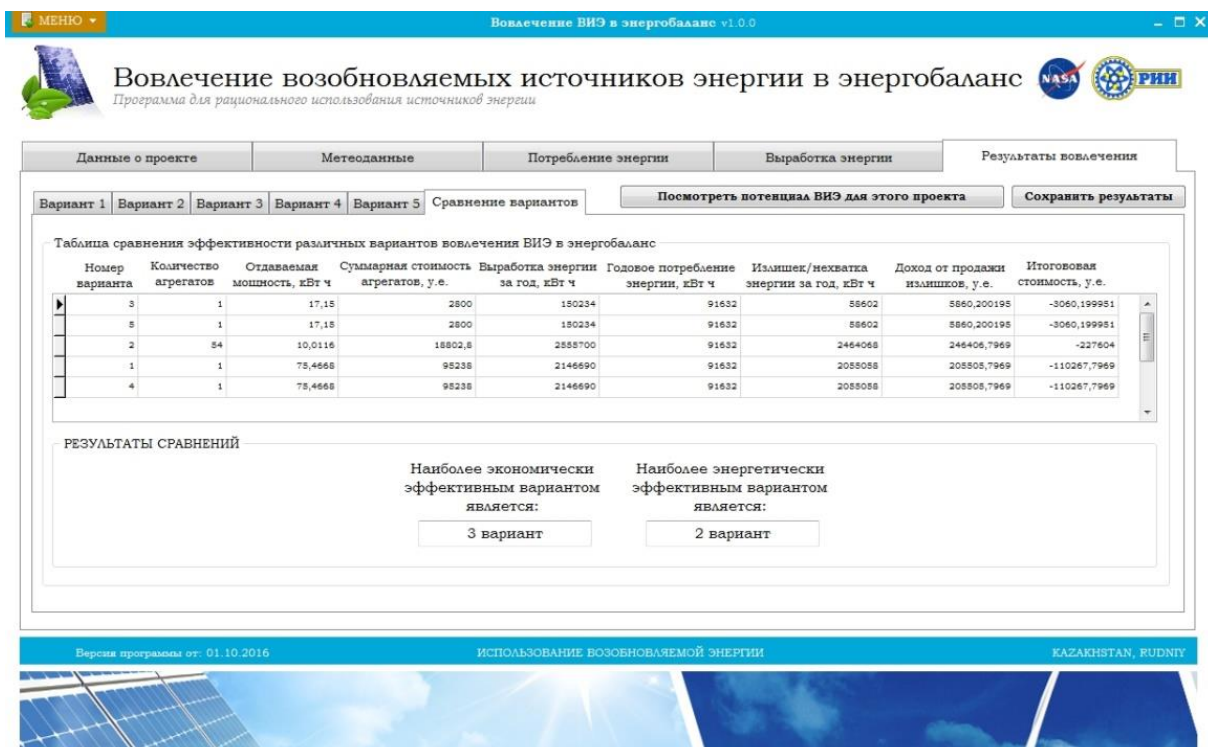 МЕНЮ
Вовлечение ВИЭ в энергобаланс v1.0.0
Вовлечение возобновляемых источников энергии в энергобаланс
Программа для рационального использования источников энергии
NASA РИИ
Данные о проекте Метеоданные Потребление энергии Выработка энергии Результаты вовлечения
Вариант 1 Вариант 2 Вариант 3 Вариант 4 Вариант 5 Сравнение вариантов Посмотреть потенциал ВИЭ для этого проекта Сохранить результаты
Таблица сравнения эффективности различных вариантов вовлечения ВИЭ в энергобаланс
Номер Количество Отдаваемая Суммарная стоимость Выработка энергии Годовое потребление Излишек/нехватка Доход от продажи Итогововая
варианта агрегатов мощность, кВт ч агрегатов, у.е. за год, кВт ч энергии, кВт ч энергии за год, кВт ч излишков, у.е. стоимость, у.е.
3 1 17,15 2800 150234 91632 58602 5860,200195 -3060,199951
5 1 17,15 2800 150234 91632 58602 5860,200195 -3060,199951
2 54 10,0116 18802,8 2555700 91632 2464068 246406,7969 -227604
1 1 75,4668 95238 2146690 91632 2055058 205505,7969 -110267,7969
4 1 75,4668 95238 2146690 91632 2055058 205505,7969 -110267,7969
РЕЗУЛЬТАТЫ СРАВНЕНИЙ
Наиболее экономически
эффективным вариантом
является:
3 вариант
Наиболее энергетически
эффективным вариантом
является:
2 вариант
Версия программы от: 01.10.2016 ИСПОЛЬЗОВАНИЕ ВОЗОБНОВЛЯЕМОЙ ЭНЕРГИИ KAZAKHSTAN, RUDNIY